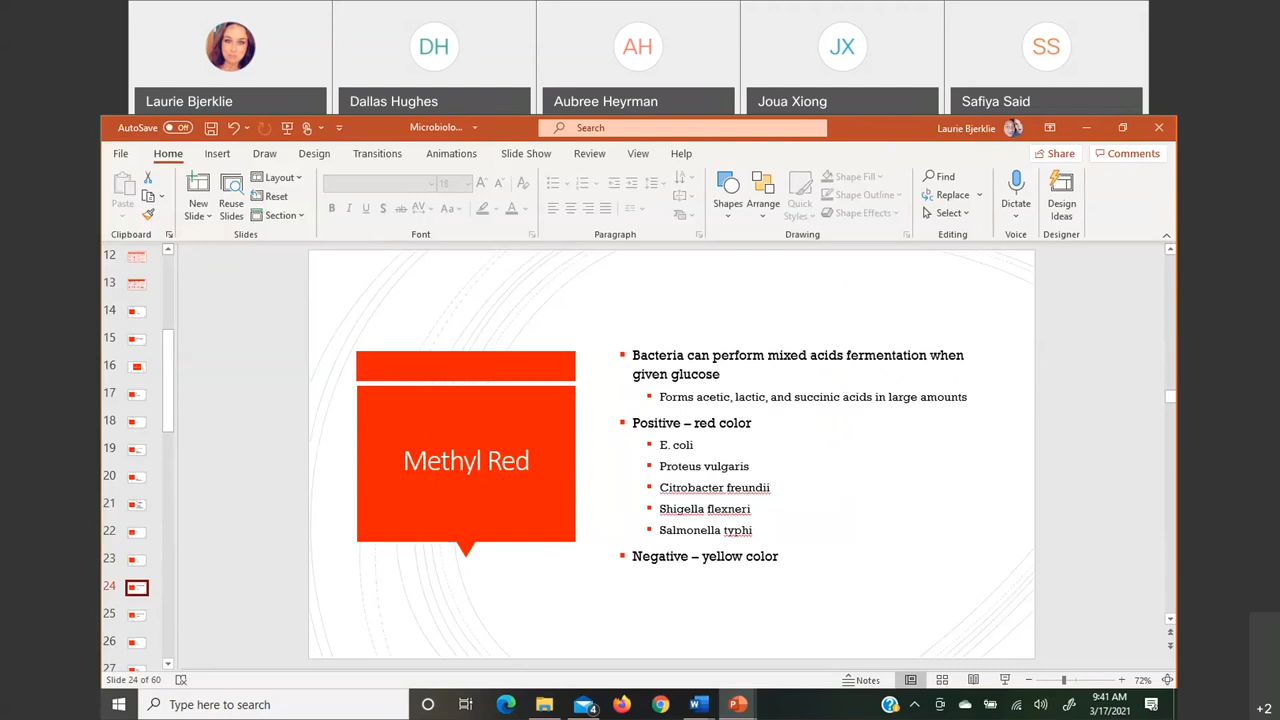 DH
AH
JX
SS
Laurie Bjerklie
Dallas Hughes
Aubree Heyrman
Joua Xiong
Safiya Said
AutoSave Off
Microbiolo...
Search
Laurie Bjerklie
File Home Insert Draw Design Transitions Animations Slide Show Review View Help
Share Comments
Paste
New
Slide
Reuse
Slides
Layout
Reset
Section
18
A A A
B I U S ab AV Aa A
Shapes
Arrange
Quick
Styles
Shape Fill
Shape Outline
Shape Effects
Find
Replace
Select
Dictate
Design
Ideas
Clipboard Slides Font Paragraph Drawing Editing Voice Designer
12
13
14
15
16
17
18
19
20
21
22
23
24
25
26
27
Methyl Red
Bacteria can perform mixed acids fermentation when
given glucose
Forms acetic, lactic, and succinic acids in large amounts
Positive – red color
E. coli
Proteus vulgaris
Citrobacter freundii
Shigella flexneri
Salmonella typhi
Negative – yellow color
Slide 24 of 60
Notes
72%
Type here to search
4
9:41 AM
3/17/2021
+2